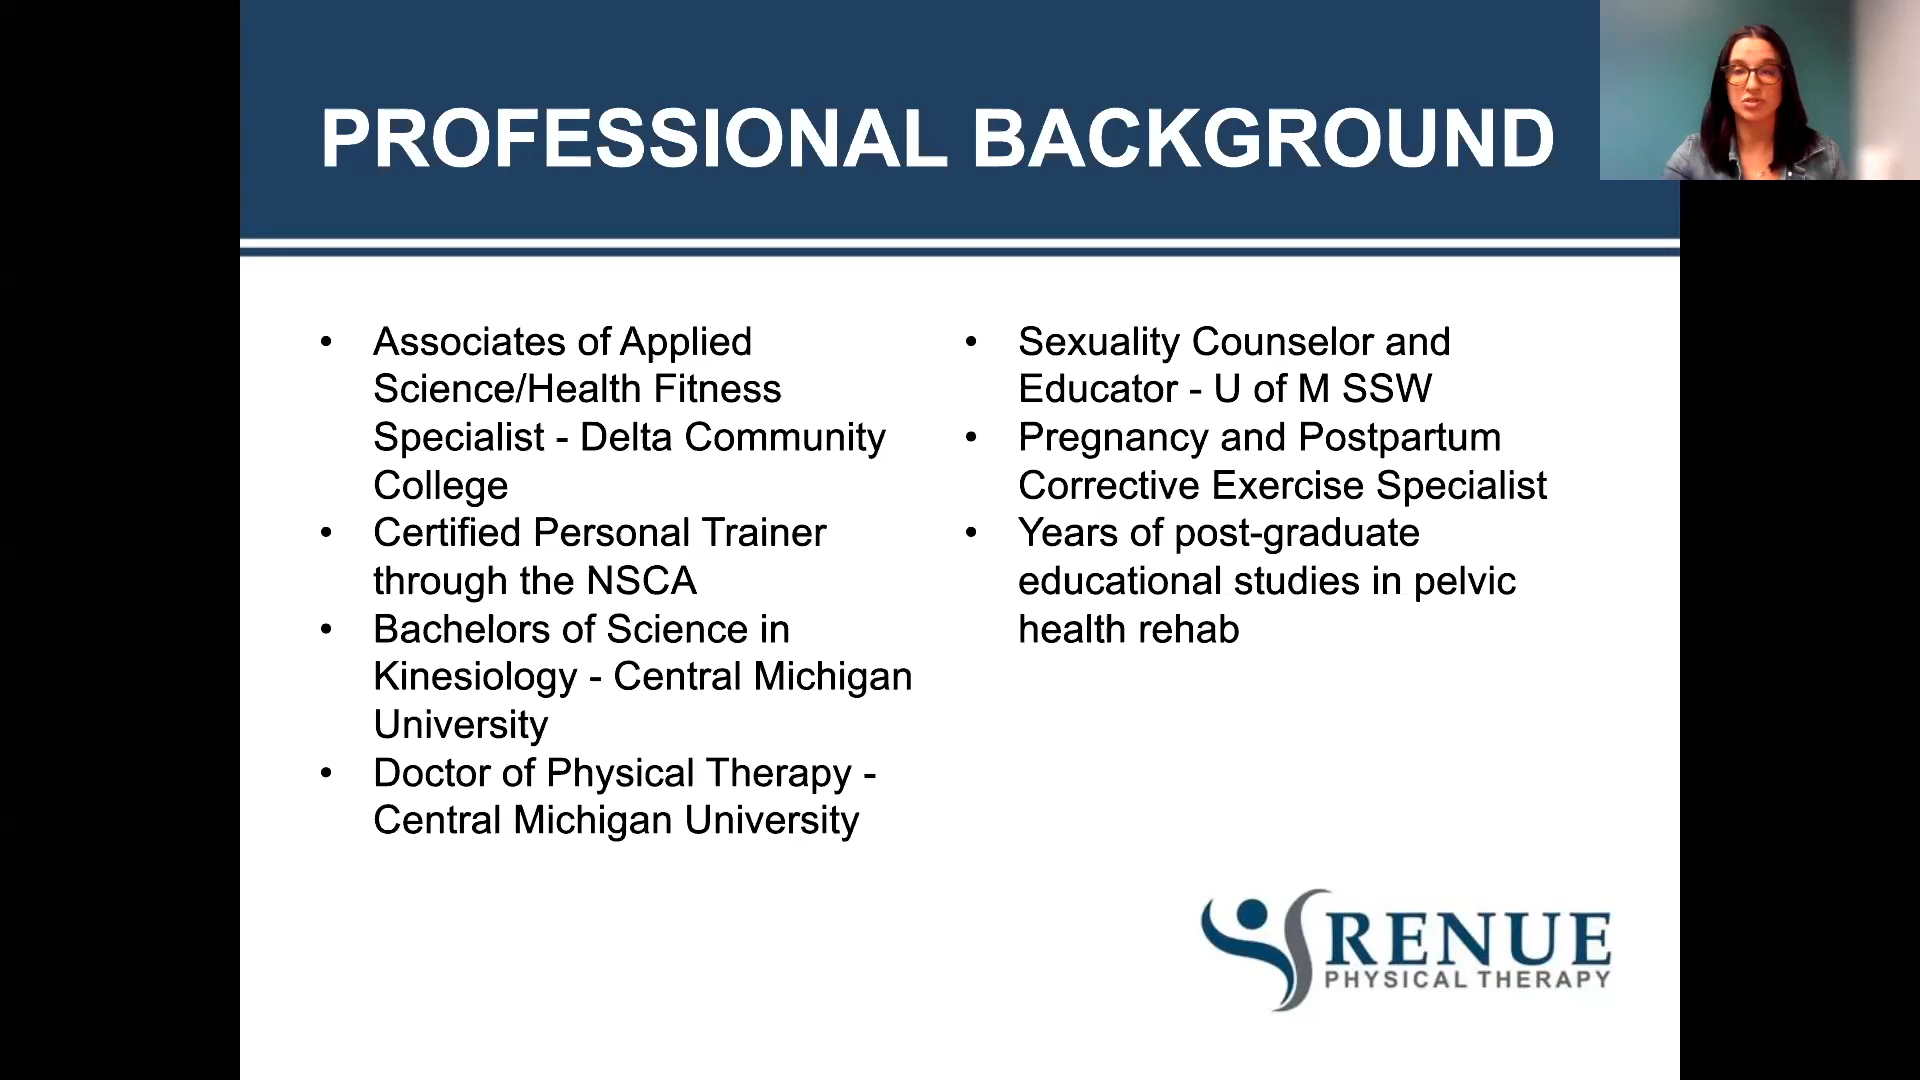 PROFESSIONAL BACKGROUND
• Associates of Applied
Science/Health Fitness
Specialist - Delta Community
College
• Certified Personal Trainer
through the NSCA
• Bachelors of Science in
Kinesiology - Central Michigan
University
• Doctor of Physical Therapy -
Central Michigan University
• Sexuality Counselor and
Educator - U of M SSW
• Pregnancy and Postpartum
Corrective Exercise Specialist
• Years of post-graduate
educational studies in pelvic
health rehab
RENUE
PHYSICAL THERAPY